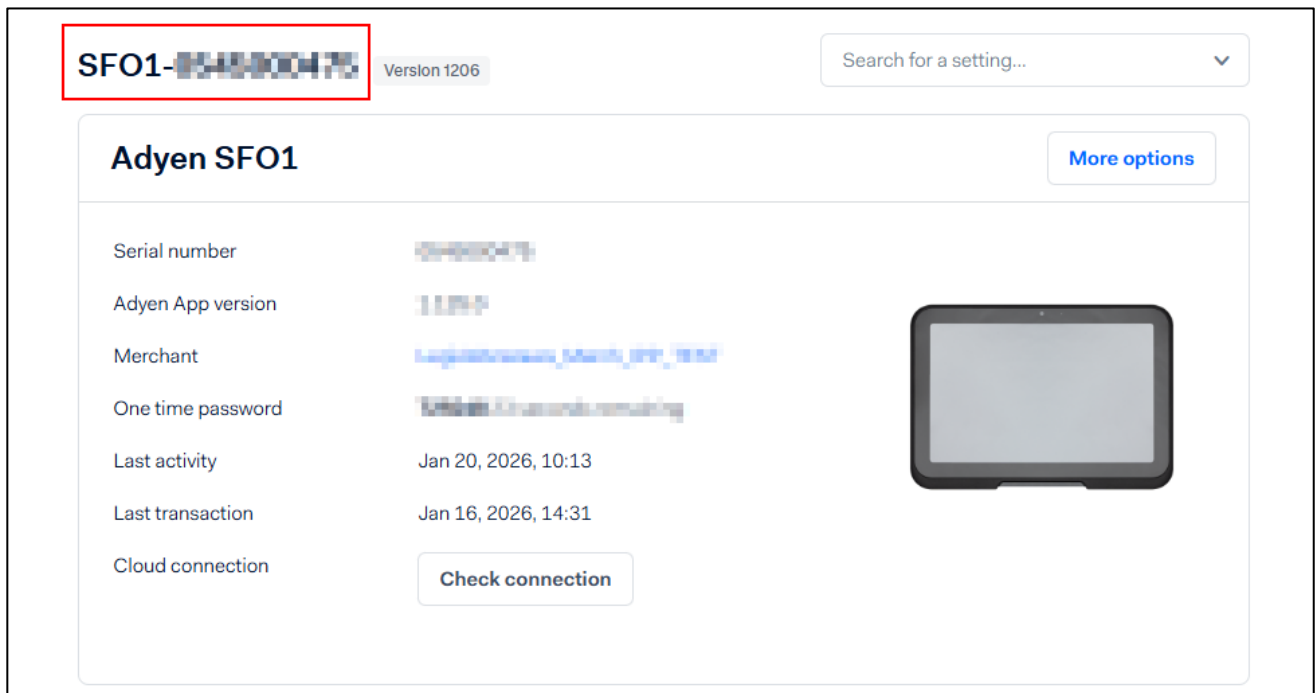 SFO1-
Version 1206
Search for a setting...
Adyen SFO1
More options
Serial number
Adyen App version
Merchant
One time password
Last activity
Jan 20, 2026, 10:13
Last transaction
Jan 16, 2026, 14:31
Cloud connection
Check connection